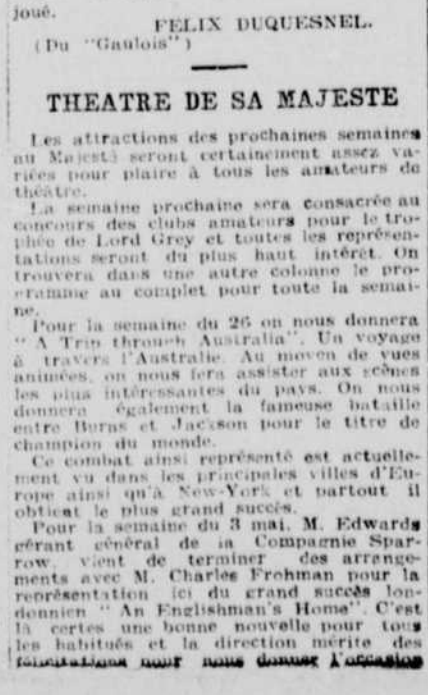 joué.
FELIX DUQUESNEL.
(Du "Gaulois")
THEATRE DE SA MAJESTE
Les attractions des prochaines semaines
au Majesté seront certainement assez va-
riées pour plaire à tous les amateurs de
théâtre.
La semaine prochaine sera consacrée au
concours des clubs amateurs pour le tro-
phée de Lord Grey et toutes les représen-
tations seront du plus haut intérêt. On
trouvera dans une autre colonne le pro-
gramme au complet pour toute la semai-
ne.
Pour la semaine du 26 on nous donnera
" A Trip through Australia". Un voyage
à travers l'Australie. Au moyen de vues
animées, on nous fera assister aux scènes
les plus intéressantes du pays. On nous
donnera également la fameuse bataille
entre Burns et Jackson pour le titre de
champion du monde.
Ce combat ainsi représenté est actuelle-
ment vu dans les principales villes d'Eu-
rope ainsi qu'à New-York et partout il
obtient le plus grand succès.
Pour la semaine du 3 mai, M. Edwards
gérant général de la Compagnie Spar-
row, vient de terminer des arrange-
ments avec M. Charles Frohman pour la
représentation ici du grand succès lon-
donnien " An Englishman's Home". C'est
là certes une bonne nouvelle pour tous
les habitués et la direction mérite des
félicitations pour nous donner l'occasion